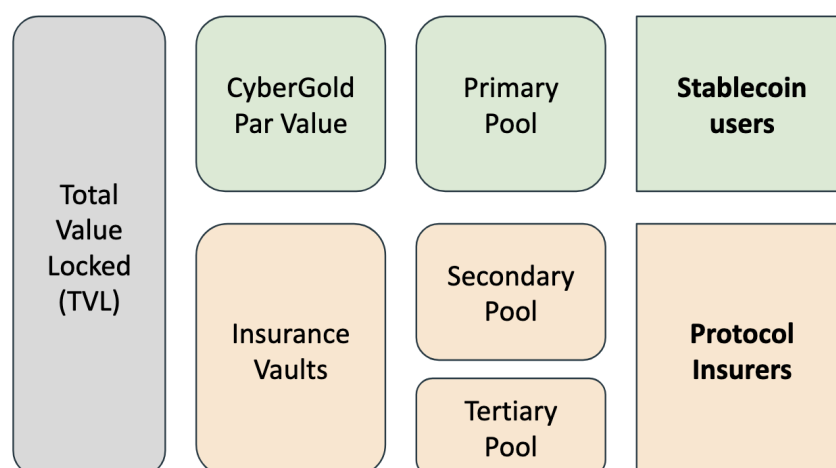 Total
Value
Locked
(TVL)
CyberGold
Par Value
Primary
Pool
Stablecoin
users
Insurance
Vaults
Secondary
Pool
Tertiary
Pool
Protocol
Insurers